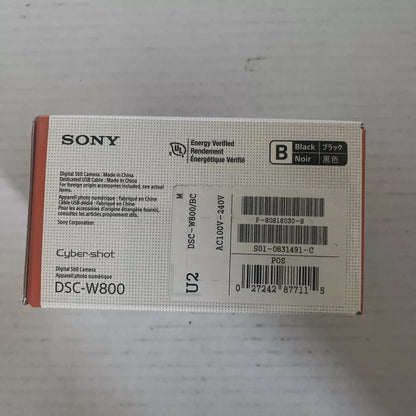 SONY
Energy Verified
Rendement
Énergétique Vérifié
UL
B
Black
ブラック
Noir
黒色
Digital Still Camera : Made in China
Dedicated USB Cable : Made in China
For foreign origin accessories included, see actual
items.
Appareil photo numérique : Fabriqué en Chine
Câble USB dédié : Fabriqué en Chine
Pour les accessoires d'origine étrangère fournis,
consultez les articles proprement dits.
Sony Corporation
Cyber-shot
Digital Still Camera
Appareil photo numérique
DSC-W800
M
DSC-W800/BC
AC100V-240V
U2
P-80816030-S
S01-0831491-C
POS
0 27242 87711 5